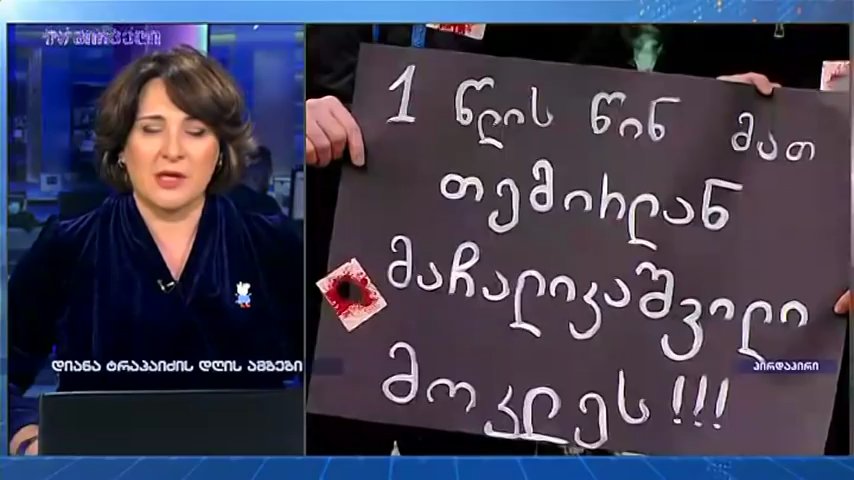 1 წლის წინ მათ
თემირლან
მაჩალიკაშვილი
მოკლეს!!!
დიანა ტრაპაიძის დღის ამბები
პირდაპირი